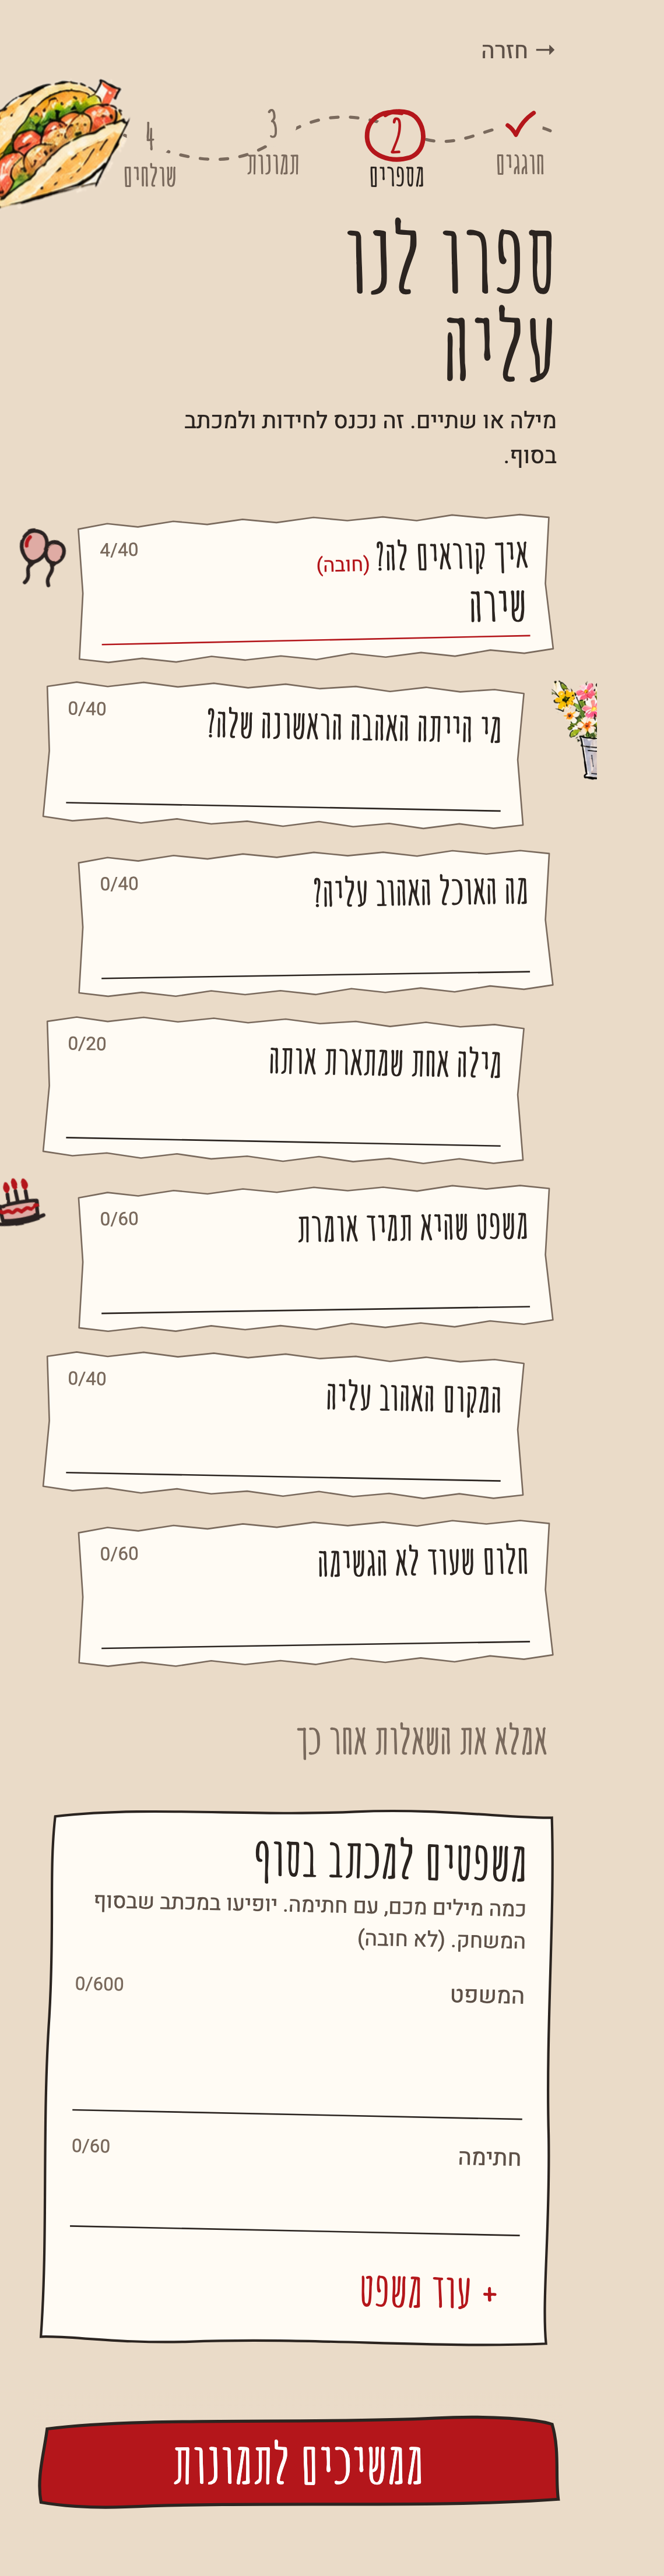 → חזרה
חוגגים
2 מספרים
3 תמונות
4 שולחים
ספרו לנו
עליה
מילה או שתיים. זה נכנס לחידות ולמכתב
בסוף.
איך קוראים לה? (חובה) 4/40
שירה
מי הייתה האהבה הראשונה שלה? 0/40
מה האוכל האהוב עליה? 0/40
מילה אחת שמתארת אותה 0/20
משפט שהיא תמיד אומרת 0/60
המקום האהוב עליה 0/40
חלום שעוד לא הגשימה 0/60
אמלא את השאלות אחר כך
משפטים למכתב בסוף
כמה מילים מכם, עם חתימה. יופיעו במכתב שבסוף
המשחק. (לא חובה)
המשפט 0/600
חתימה 0/60
+ עוד משפט
ממשיכים לתמונות